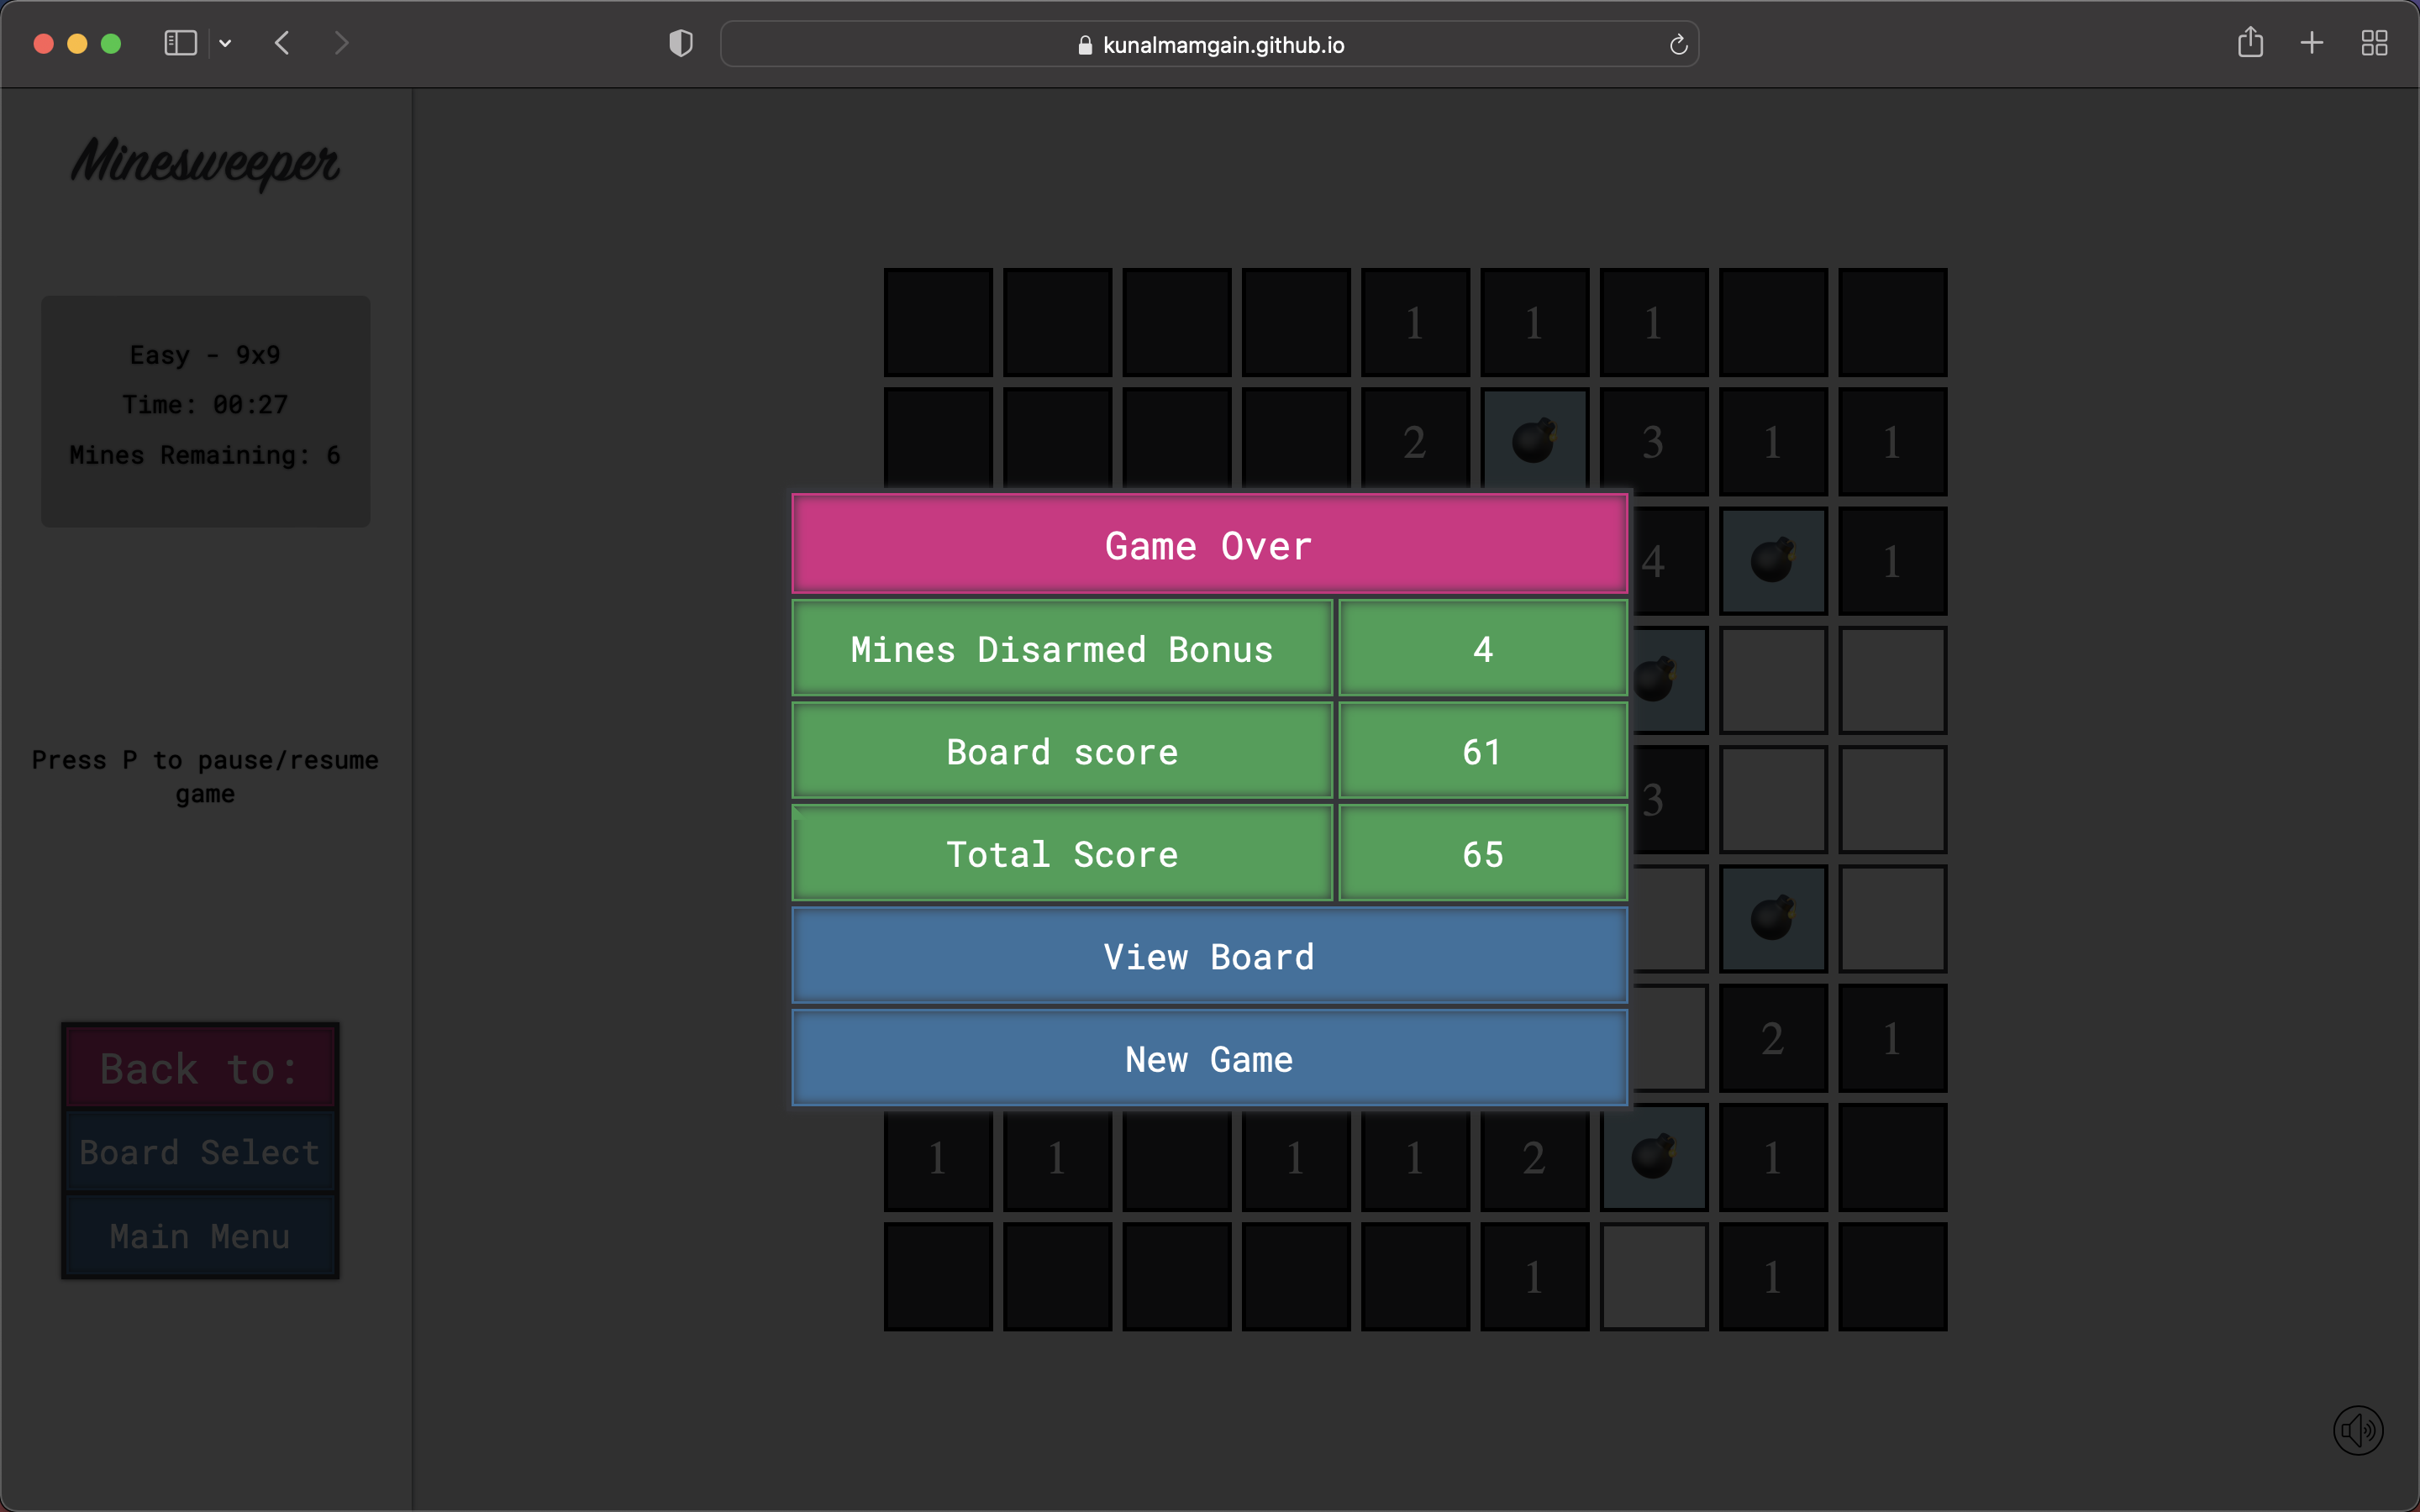 kunalmamgain.github.io
Minesweeper
Easy - 9x9
Time: 00:27
Mines Remaining: 6
Press P to pause/resume
game
Back to:
Board Select
Main Menu
1 1 1
2 3 1 1
Game Over
4 1
Mines Disarmed Bonus 4
Board score 61
3
Total Score 65
View Board
New Game
2 1
1 1 1 1 2 1
1 1